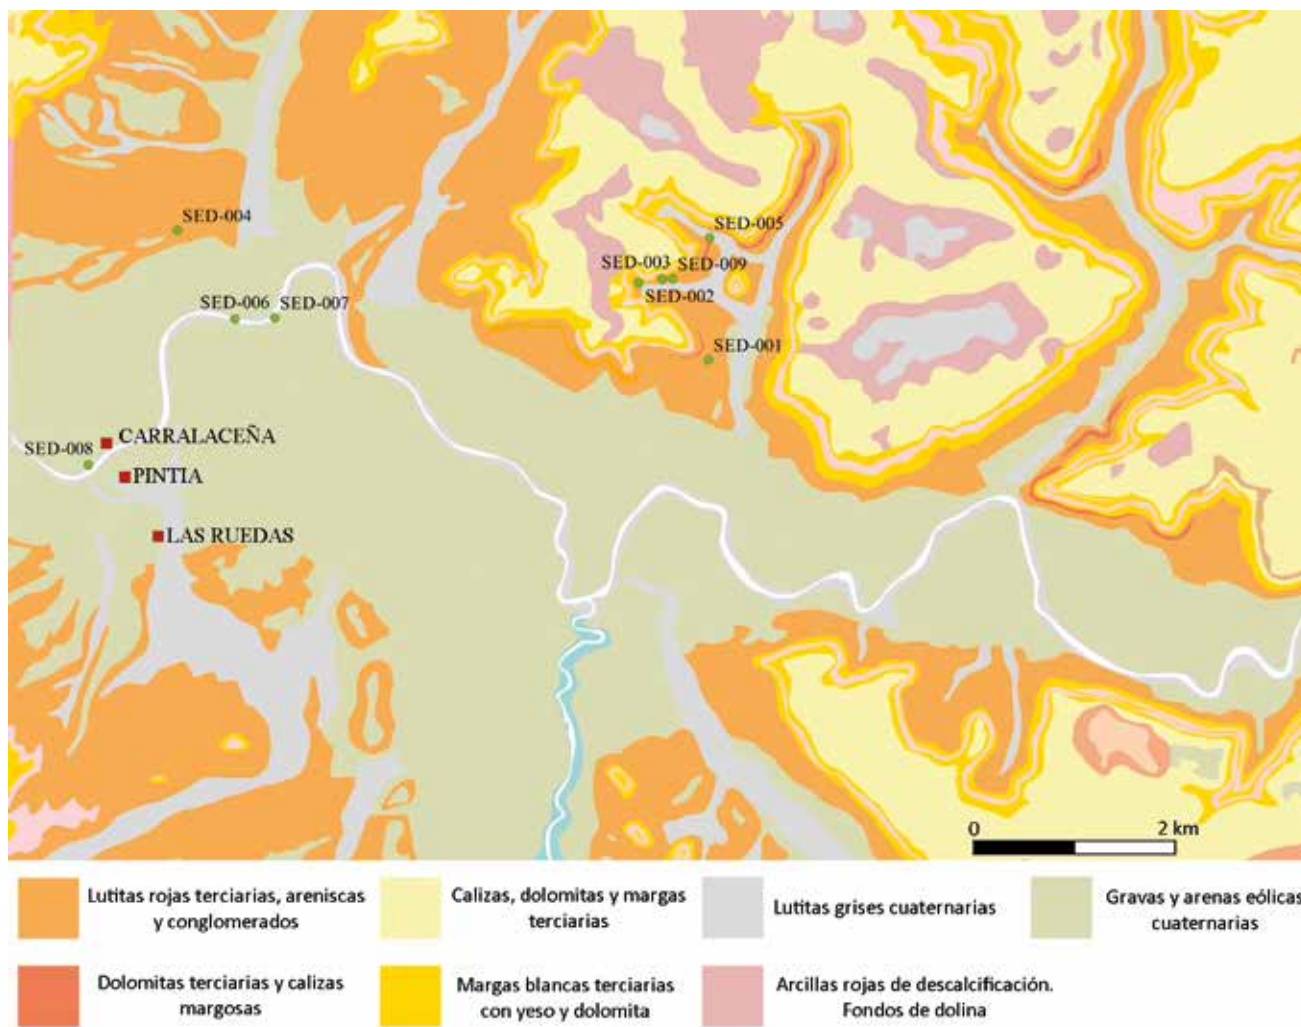 SED-004
SED-005
SED-003
SED-009
SED-002
SED-006
SED-007
SED-001
CARRALACEÑA
SED-008
PINTIA
LAS RUEDAS
0 2 km
Lutitas rojas terciarias, areniscas
y conglomerados
Calizas, dolomitas y margas
terciarias
Lutitas grises cuaternarias
Gravas y arenas eólicas
cuaternarias
Dolomitas terciarias y calizas
margosas
Margas blancas terciarias
con yeso y dolomita
Arcillas rojas de descalcificación.
Fondos de dolina